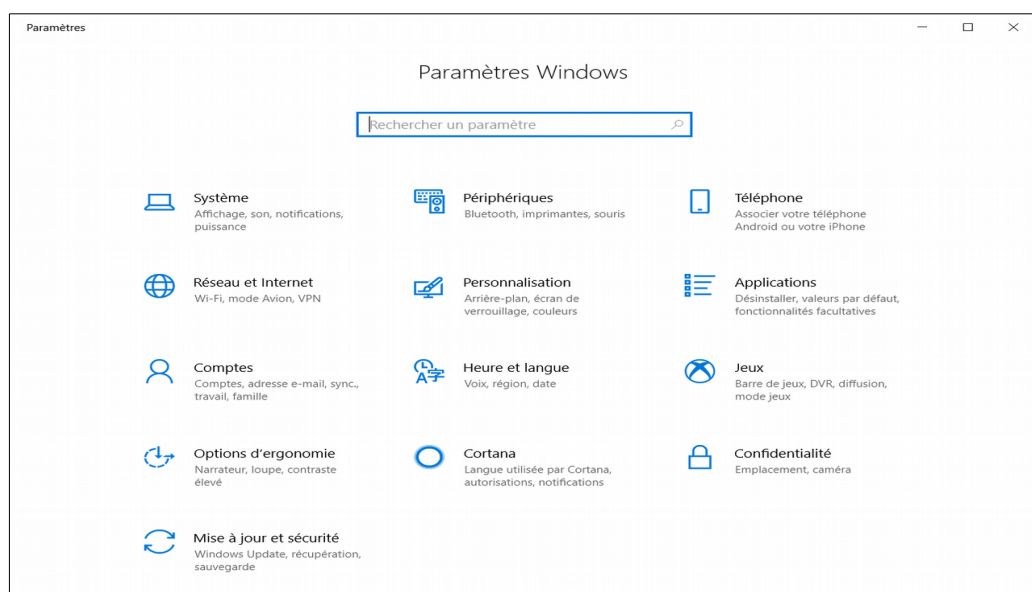 Paramètres
Paramètres Windows
Rechercher un paramètre
Système
Affichage, son, notifications,
puissance
Périphériques
Bluetooth, imprimantes, souris
Téléphone
Associer votre téléphone
Android ou votre iPhone
Réseau et Internet
Wi-Fi, mode Avion, VPN
Personnalisation
Arrière-plan, écran de
verrouillage, couleurs
Applications
Désinstaller, valeurs par défaut,
fonctionnalités facultatives
Comptes
Comptes, adresse e-mail, sync.,
travail, famille
Heure et langue
Voix, région, date
Jeux
Barre de jeux, DVR, diffusion,
mode jeux
Options d'ergonomie
Narrateur, loupe, contraste
élevé
Cortana
Langue utilisée par Cortana,
autorisations, notifications
Confidentialité
Emplacement, caméra
Mise à jour et sécurité
Windows Update, récupération,
sauvegarde